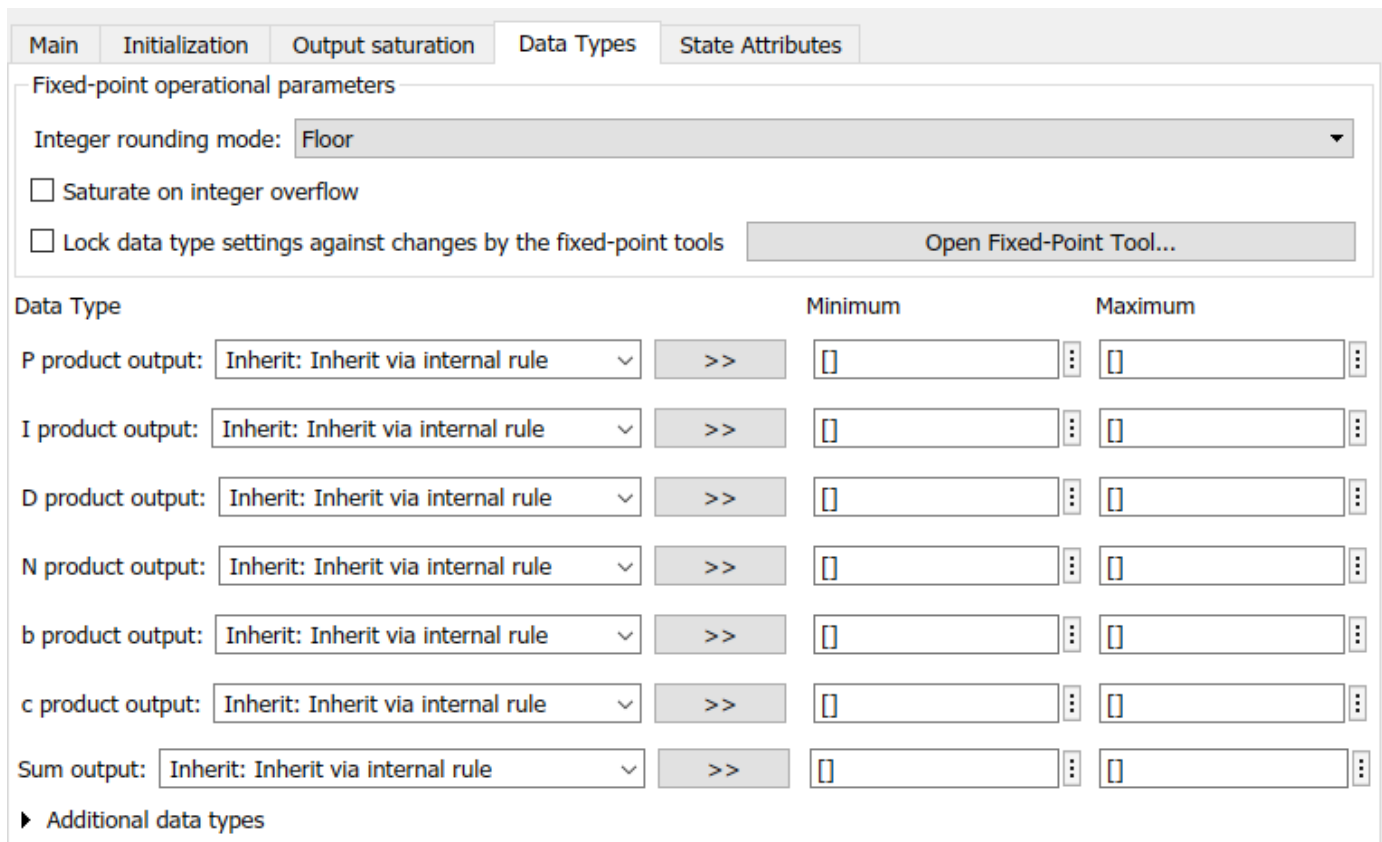 Main Initialization Output saturation Data Types State Attributes
Fixed-point operational parameters
Integer rounding mode: Floor
Saturate on integer overflow
Lock data type settings against changes by the fixed-point tools Open Fixed-Point Tool...
Data Type Minimum Maximum
P product output: Inherit: Inherit via internal rule >> [] []
I product output: Inherit: Inherit via internal rule >> [] []
D product output: Inherit: Inherit via internal rule >> [] []
N product output: Inherit: Inherit via internal rule >> [] []
b product output: Inherit: Inherit via internal rule >> [] []
c product output: Inherit: Inherit via internal rule >> [] []
Sum output: Inherit: Inherit via internal rule >> [] []
Additional data types